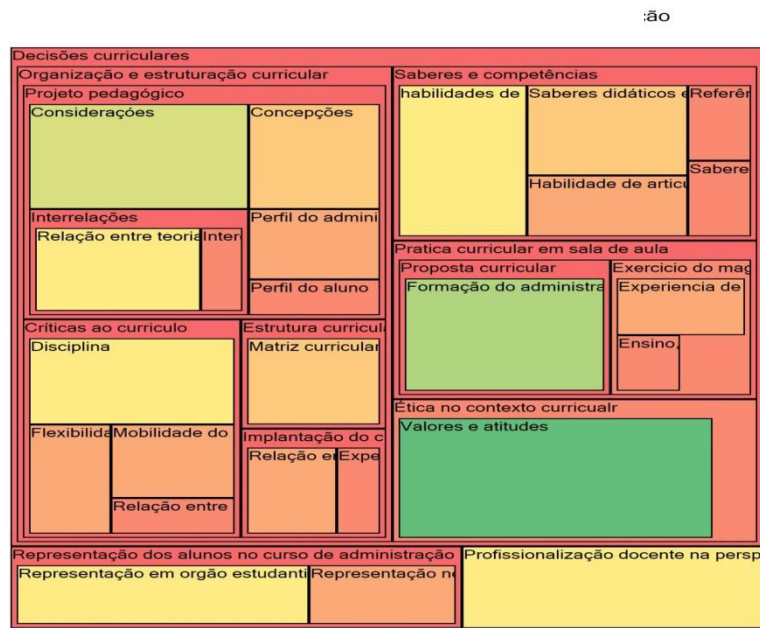 ção
Decisões curriculares
Organização e estruturação curricular
Projeto pedagógico
Considerações
Concepções
Interrelações
Relação entre teoria
Inter
Perfil do admini
Perfil do aluno
Críticas ao curriculo
Disciplina
Flexibilida
Mobilidade do
Relação entre
Estrutura curricula
Matriz curricular
Implantação do c
Relação en
Expe
Saberes e competências
habilidades de
Saberes didáticos e
Referên
Habilidade de articu
Sabere
Pratica curricular em sala de aula
Proposta curricular
Formação do administra
Exercicio do mag
Experiencia de
Ensino,
Ética no contexto curricualr
Valores e atitudes
Representação dos alunos no curso de administração
Representação em orgão estudanti
Representação no
Profissionalização docente na persp